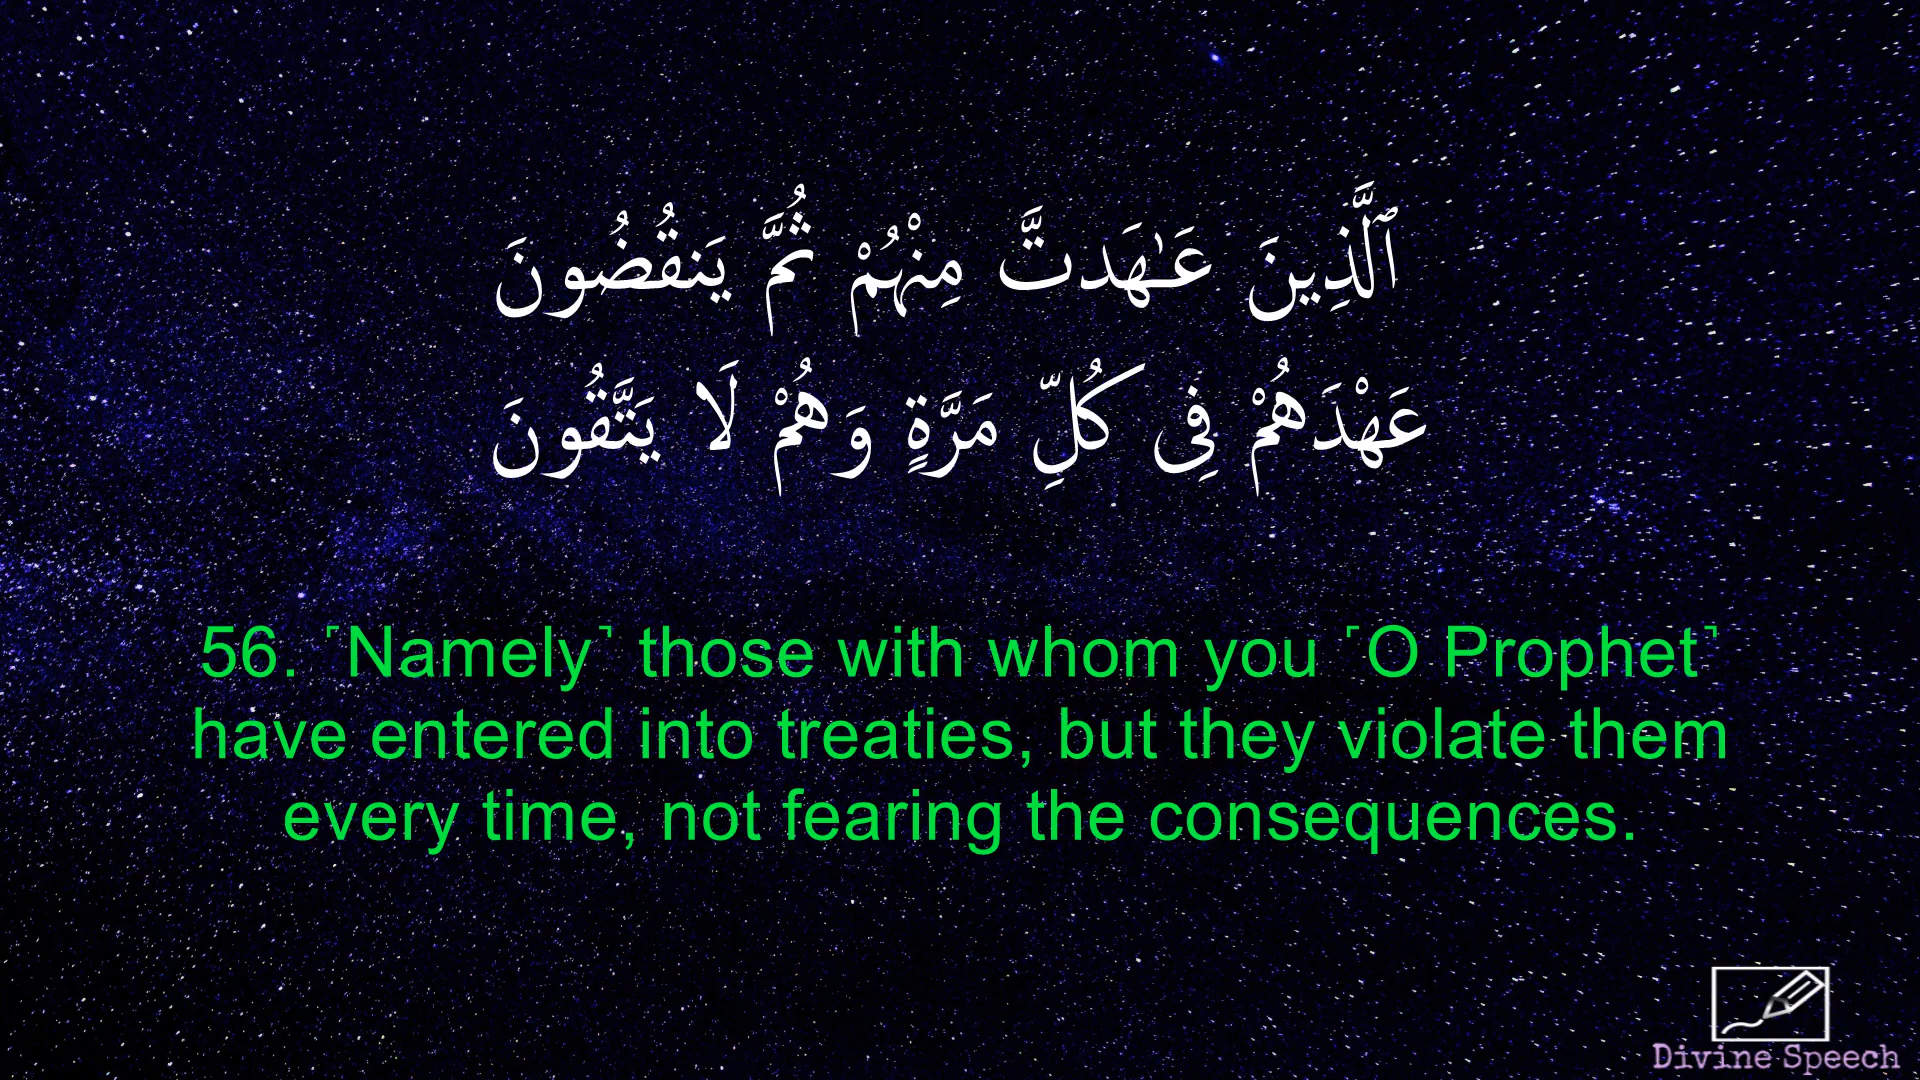 ٱلَّذِينَ عَـٰهَدتَّ مِنْهُمْ ثُمَّ يَنقُضُونَ
عَهْدَهُمْ فِى كُلِّ مَرَّةٍ وَهُمْ لَا يَتَّقُونَ
56. ˹Namely˺ those with whom you ˹O Prophet˺
have entered into treaties, but they violate them
every time, not fearing the consequences.
Divine Speech